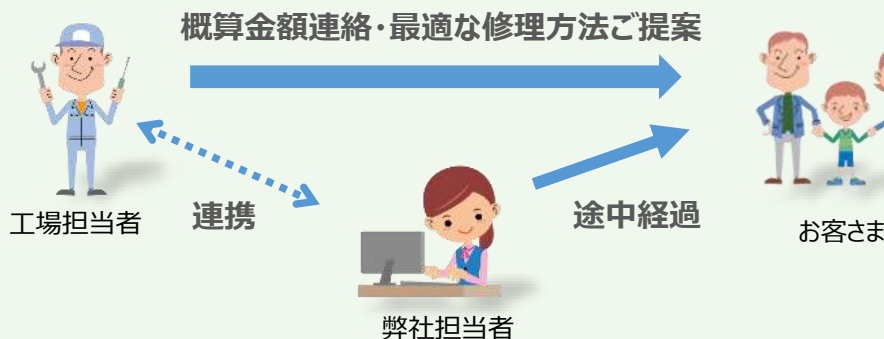 概算金額連絡・最適な修理方法ご提案
工場担当者
連携
途中経過
お客さま
弊社担当者